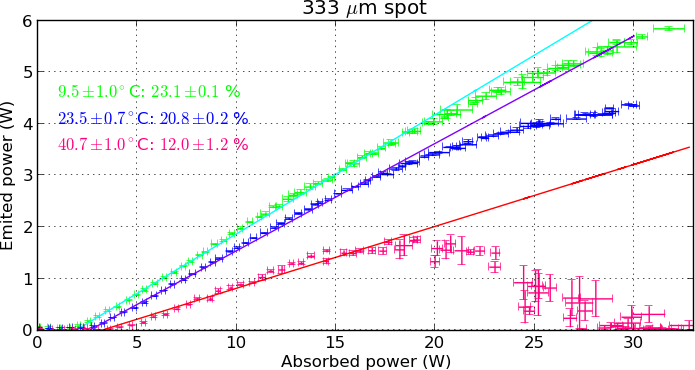 333 μm spot
6
5
9.5±1.0°C: 23.1±0.1 %
23.5±0.7°C: 20.8±0.2 %
4
40.7±1.0°C: 12.0±1.2 %
3
2
1
0
0 5 10 15 20 25 30
Emited power (W)
Absorbed power (W)